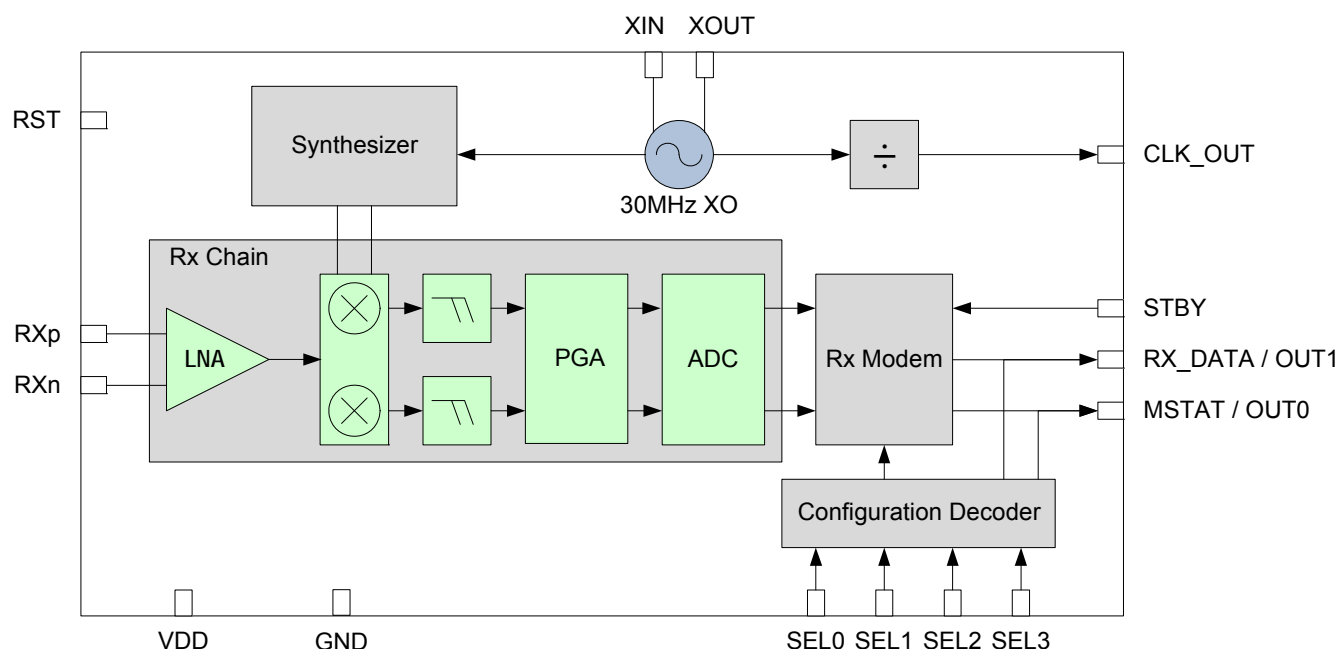 XIN XOUT
RST
Synthesizer
÷
CLK_OUT
30MHz XO
Rx Chain
RXp
RXn
LNA
PGA
ADC
Rx Modem
STBY
RX_DATA / OUT1
MSTAT / OUT0
Configuration Decoder
VDD GND SEL0 SEL1 SEL2 SEL3